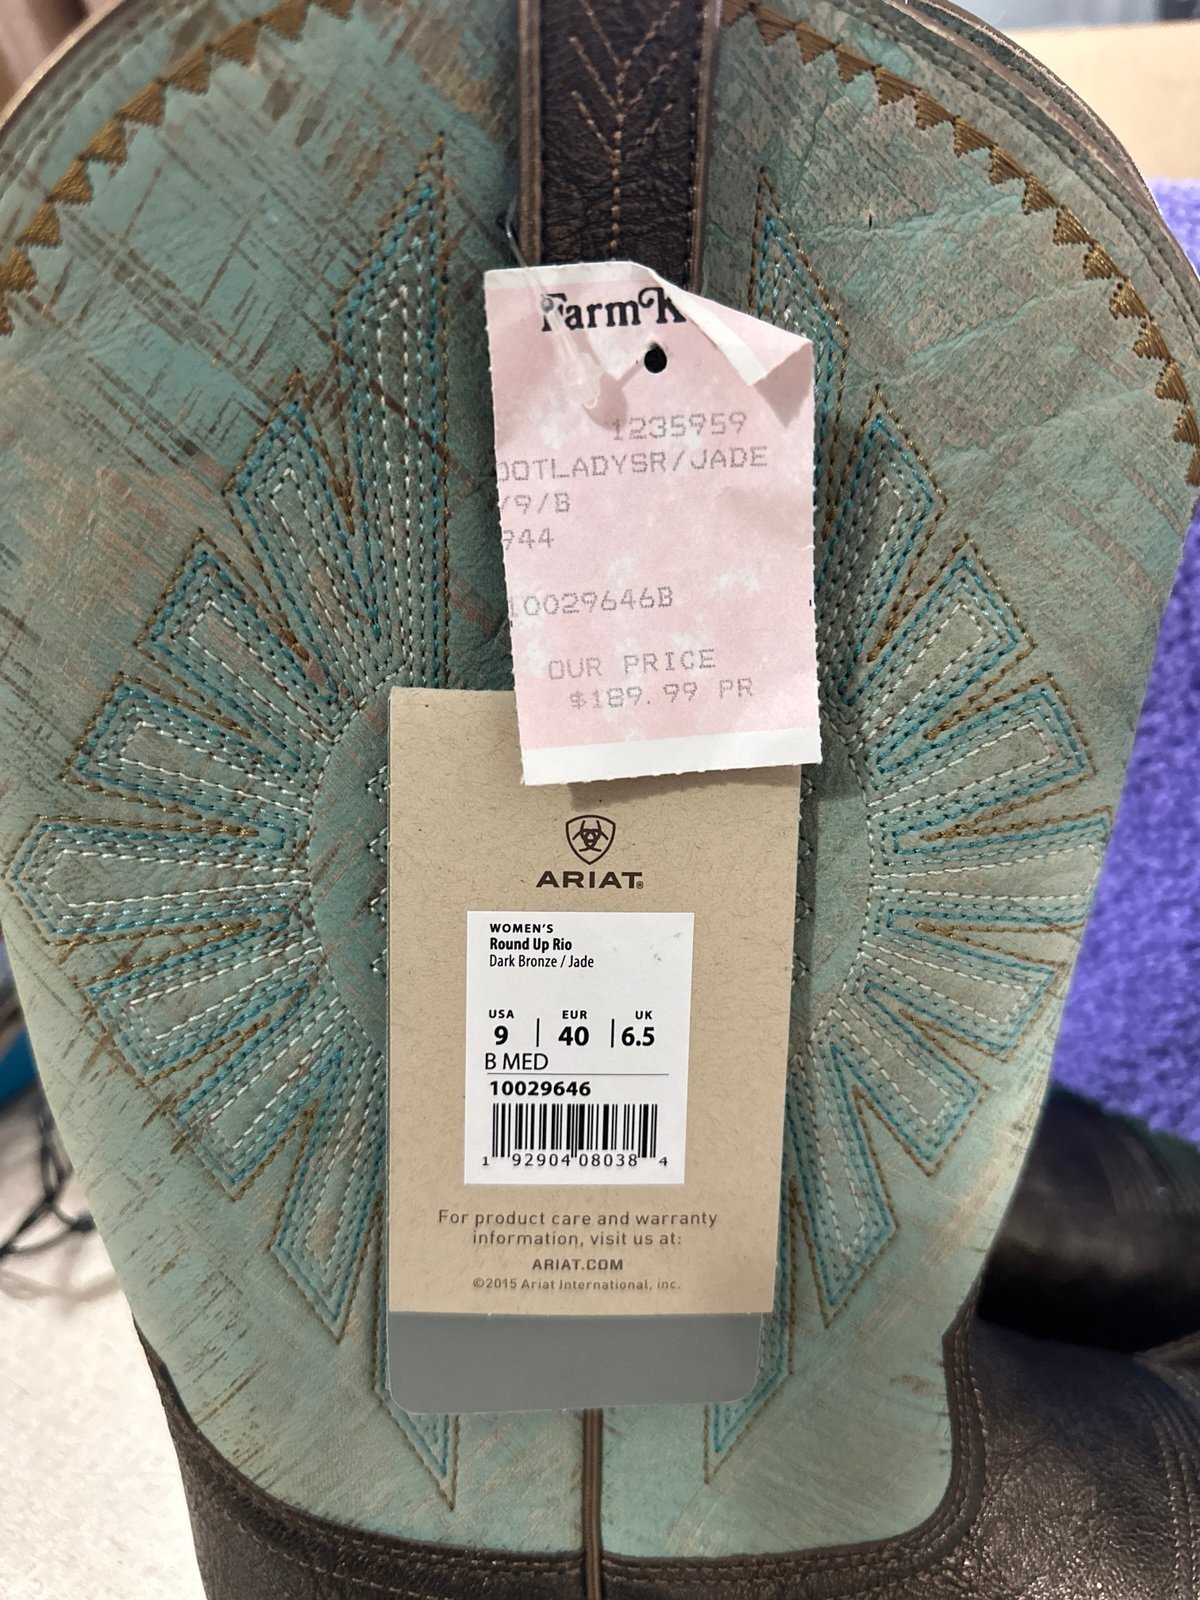 Farm K
1235959
OOTLADYSR/JADE
/9/B
944
10029646B
OUR PRICE
$189.99 PR
ARIAT®
WOMEN'S
Round Up Rio
Dark Bronze / Jade
USA EUR UK
9 | 40 | 6.5
B MED
10029646
1 92904 08038 4
For product care and warranty
information, visit us at:
ARIAT.COM
©2015 Ariat International, inc.